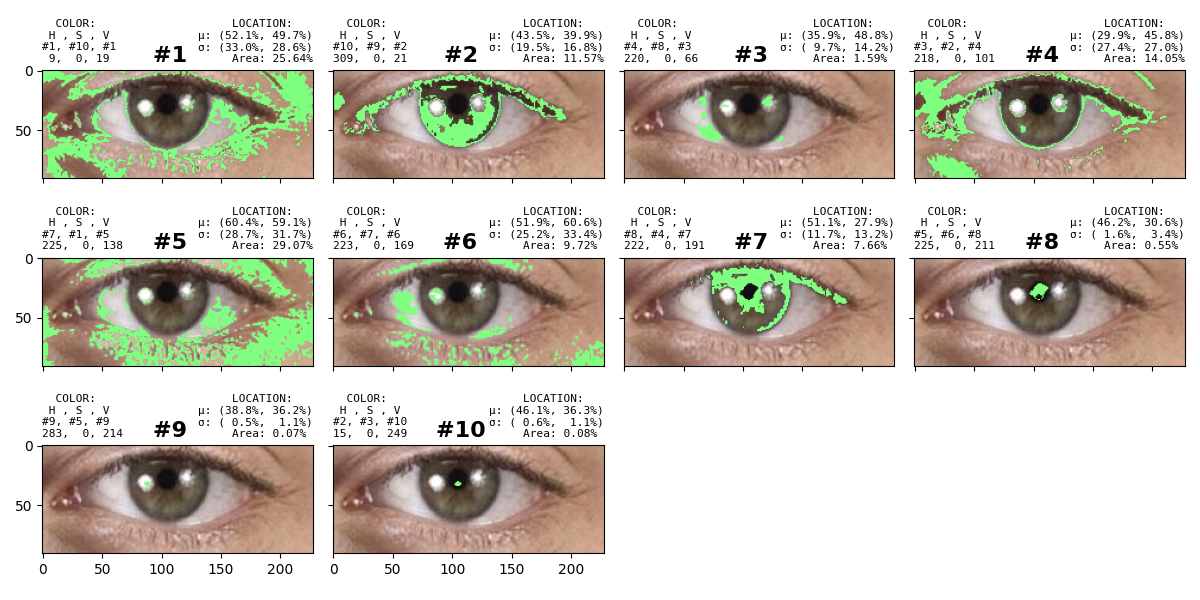 COLOR: LOCATION:
H , S , V μ: (52.1%, 49.7%)
#1, #10, #1 #1 σ: (33.0%, 28.6%)
9, 0, 19 Area: 25.64%
COLOR: LOCATION:
H , S , V μ: (43.5%, 39.9%)
#10, #9, #2 #2 σ: (19.5%, 16.8%)
309, 0, 21 Area: 11.57%
COLOR: LOCATION:
H , S , V μ: (35.9%, 48.8%)
#4, #8, #3 #3 σ: ( 9.7%, 14.2%)
220, 0, 66 Area: 1.59%
COLOR: LOCATION:
H , S , V μ: (29.9%, 45.8%)
#3, #2, #4 #4 σ: (27.4%, 27.0%)
218, 0, 101 Area: 14.05%
0
50
COLOR: LOCATION:
H , S , V μ: (60.4%, 59.1%)
#7, #1, #5 #5 σ: (28.7%, 31.7%)
225, 0, 138 Area: 29.07%
COLOR: LOCATION:
H , S , V μ: (51.9%, 60.6%)
#6, #7, #6 #6 σ: (25.2%, 33.4%)
223, 0, 169 Area: 9.72%
COLOR: LOCATION:
H , S , V μ: (51.1%, 27.9%)
#8, #4, #7 #7 σ: (11.7%, 13.2%)
222, 0, 191 Area: 7.66%
COLOR: LOCATION:
H , S , V μ: (46.2%, 30.6%)
#5, #6, #8 #8 σ: ( 1.6%, 3.4%)
225, 0, 211 Area: 0.55%
0
50
COLOR: LOCATION:
H , S , V μ: (38.8%, 36.2%)
#9, #5, #9 #9 σ: ( 0.5%, 1.1%)
283, 0, 214 Area: 0.07%
COLOR: LOCATION:
H , S , V μ: (46.1%, 36.3%)
#2, #3, #10 #10 σ: ( 0.6%, 1.1%)
15, 0, 249 Area: 0.08%
0
50
0 50 100 150 200
0 50 100 150 200